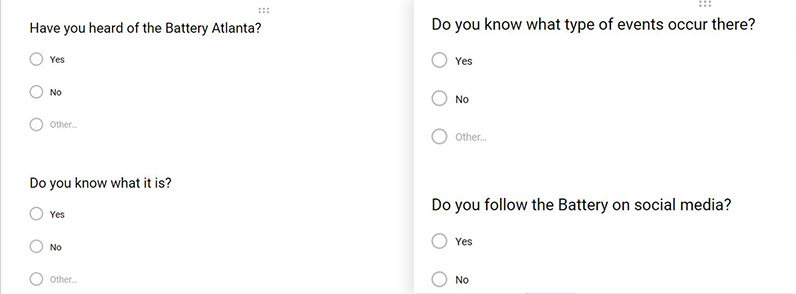 Have you heard of the Battery Atlanta?
Yes
No
Other...
Do you know what it is?
Yes
No
Other...
Do you know what type of events occur there?
Yes
No
Other...
Do you follow the Battery on social media?
Yes
No